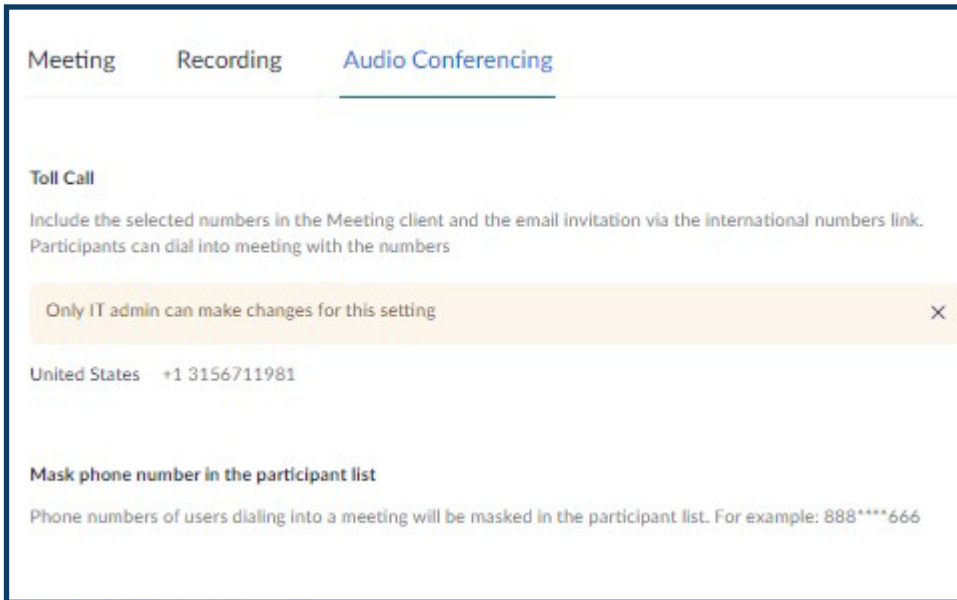 Meeting Recording Audio Conferencing
Toll Call
Include the selected numbers in the Meeting client and the email invitation via the international numbers link.
Participants can dial into meeting with the numbers
Only IT admin can make changes for this setting
United States +1 3156711981
Mask phone number in the participant list
Phone numbers of users dialing into a meeting will be masked in the participant list. For example: 888****666